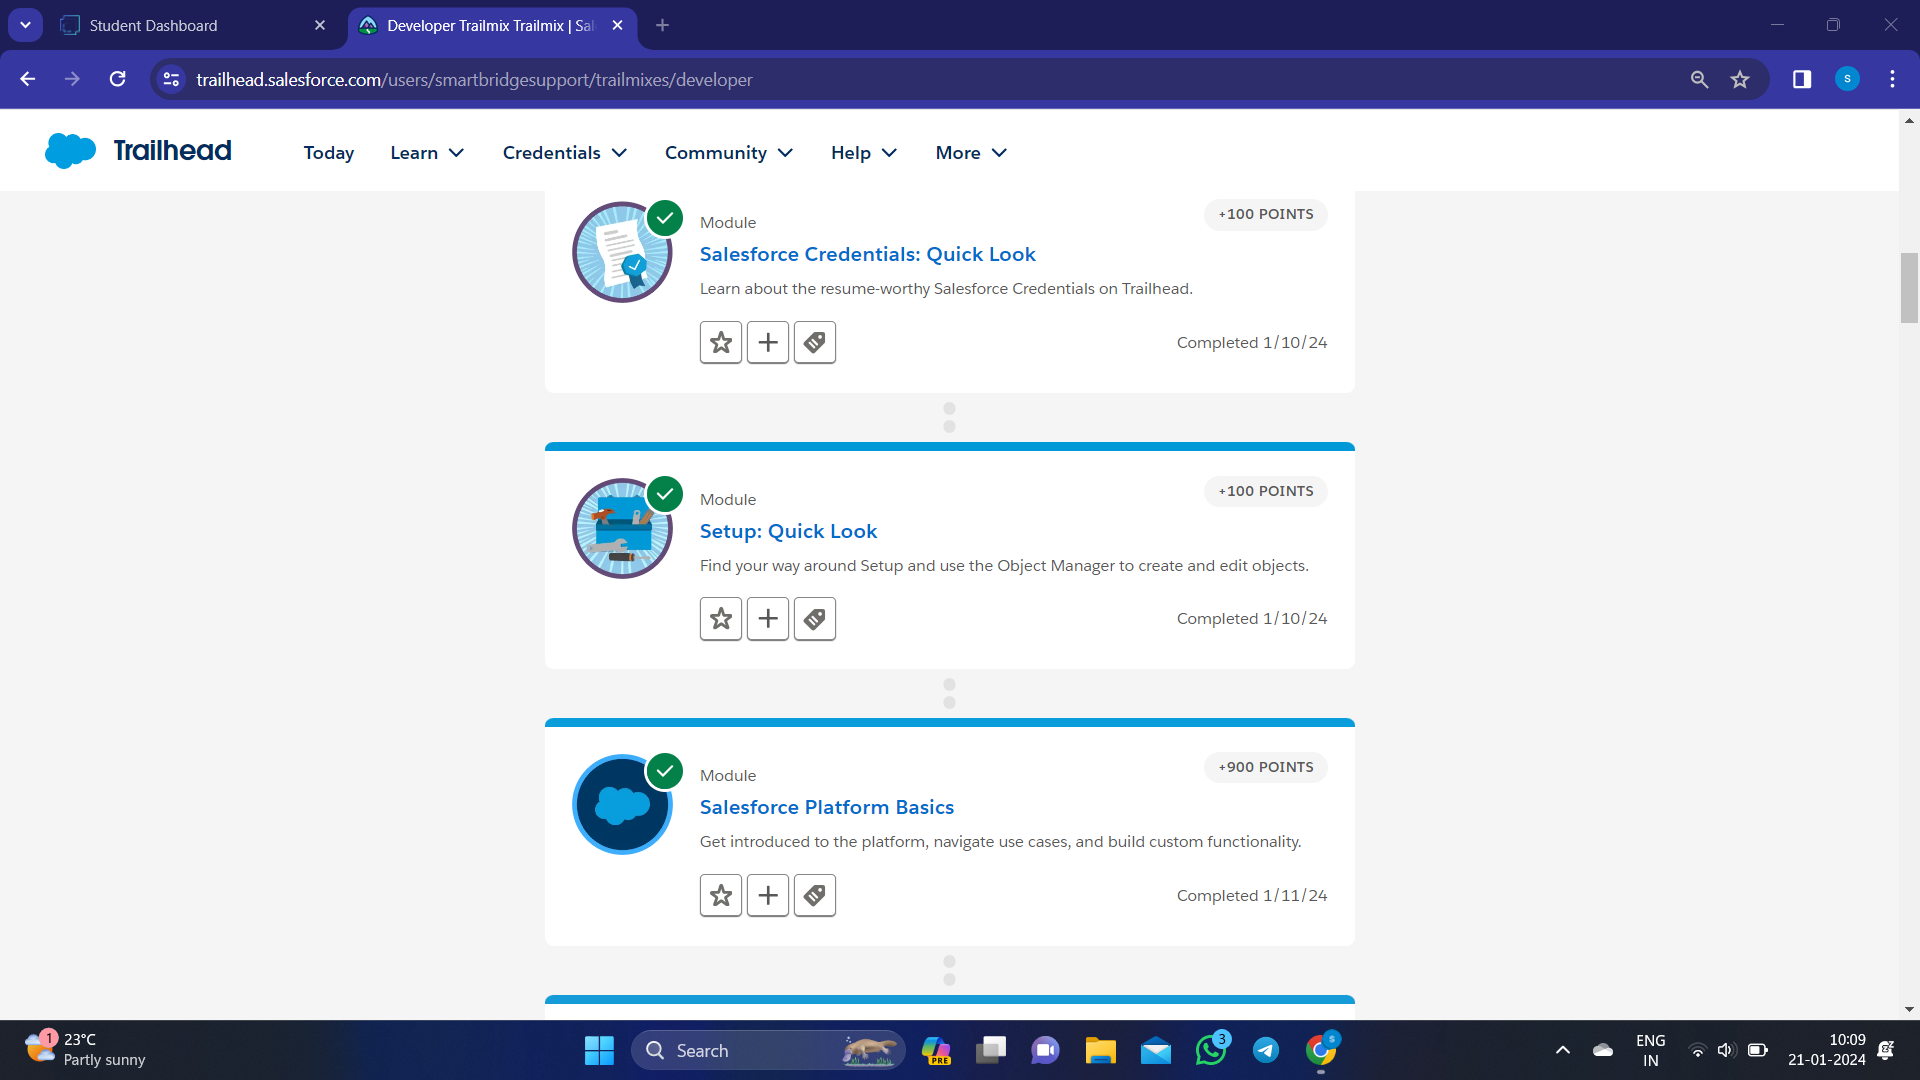 Student Dashboard
Developer Trailmix Trailmix | Sal
trailhead.salesforce.com/users/smartbridgesupport/trailmixes/developer
S
Trailhead
Today Learn Credentials Community Help More
+100 POINTS
Module
Salesforce Credentials: Quick Look
Learn about the resume-worthy Salesforce Credentials on Trailhead.
Completed 1/10/24
+100 POINTS
Module
Setup: Quick Look
Find your way around Setup and use the Object Manager to create and edit objects.
Completed 1/10/24
+900 POINTS
Module
Salesforce Platform Basics
Get introduced to the platform, navigate use cases, and build custom functionality.
Completed 1/11/24
1
23°C
Partly sunny
Search
PRE
3
S
ENG
IN
10:09
21-01-2024